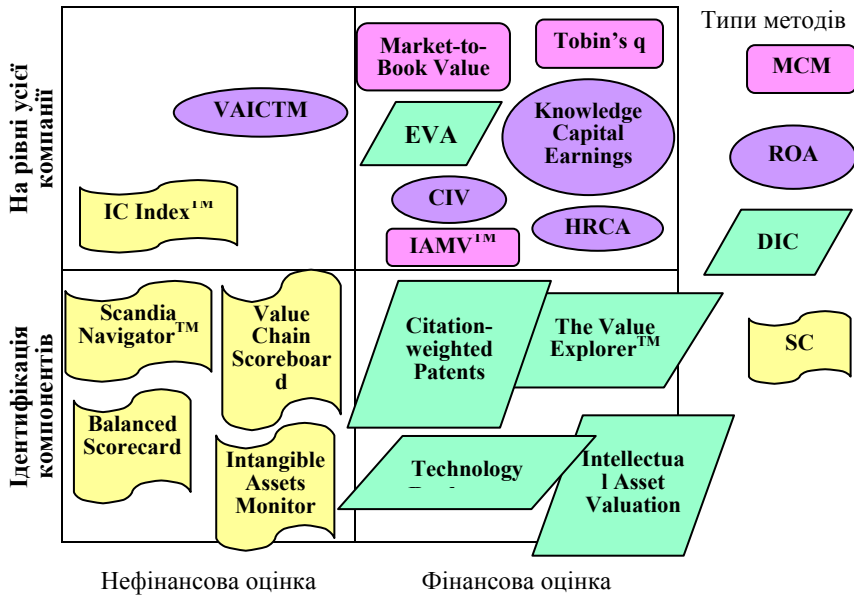 Типи методів
На рівні усієї
компанії
Market-to-
Book Value
Tobin's q
MCM
VAICTM
EVA
Knowledge
Capital
Earnings
ROA
IC Index™
CIV
HRCA
IAMV™
DIC
Ідентифікація
компонентів
Scandia
Navigator™
Value
Chain
Scoreboar
d
Citation-
weighted
Patents
The Value
Explorer™
SC
Balanced
Scorecard
Intangible
Assets
Monitor
Technology
Intellectua
l Asset
Valuation
Нефінансова оцінка
Фінансова оцінка